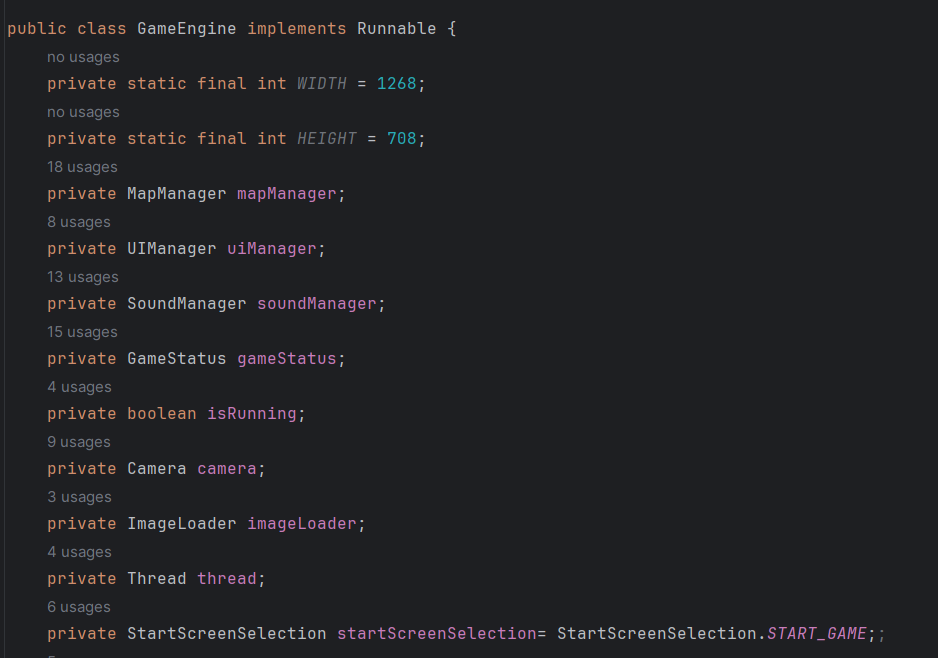 public class GameEngine implements Runnable {
no usages
private static final int WIDTH = 1268;
no usages
private static final int HEIGHT = 708;
18 usages
private MapManager mapManager;
8 usages
private UIManager uiManager;
13 usages
private SoundManager soundManager;
15 usages
private GameStatus gameStatus;
4 usages
private boolean isRunning;
9 usages
private Camera camera;
3 usages
private ImageLoader imageLoader;
4 usages
private Thread thread;
6 usages
private StartScreenSelection startScreenSelection= StartScreenSelection.START_GAME;;